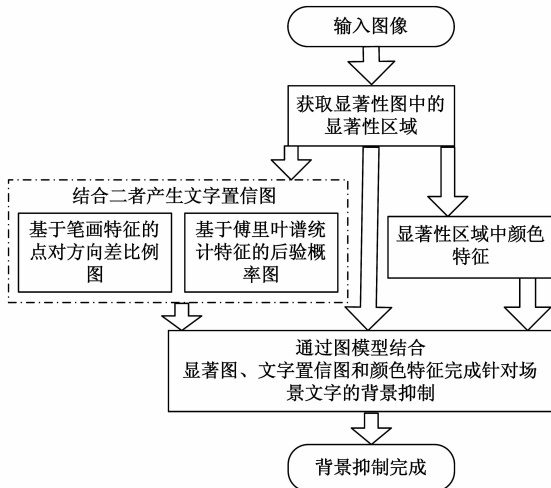 输入图像
获取显著性图中的
显著性区域
结合二者产生文字置信图
基于笔画特征的
点对方向差比例
图
基于傅里叶谱统
计特征的后验概
率图
显著性区域中颜色
特征
通过图模型结合
显著图、文字置信图和颜色特征完成针对场
景文字的背景抑制
背景抑制完成